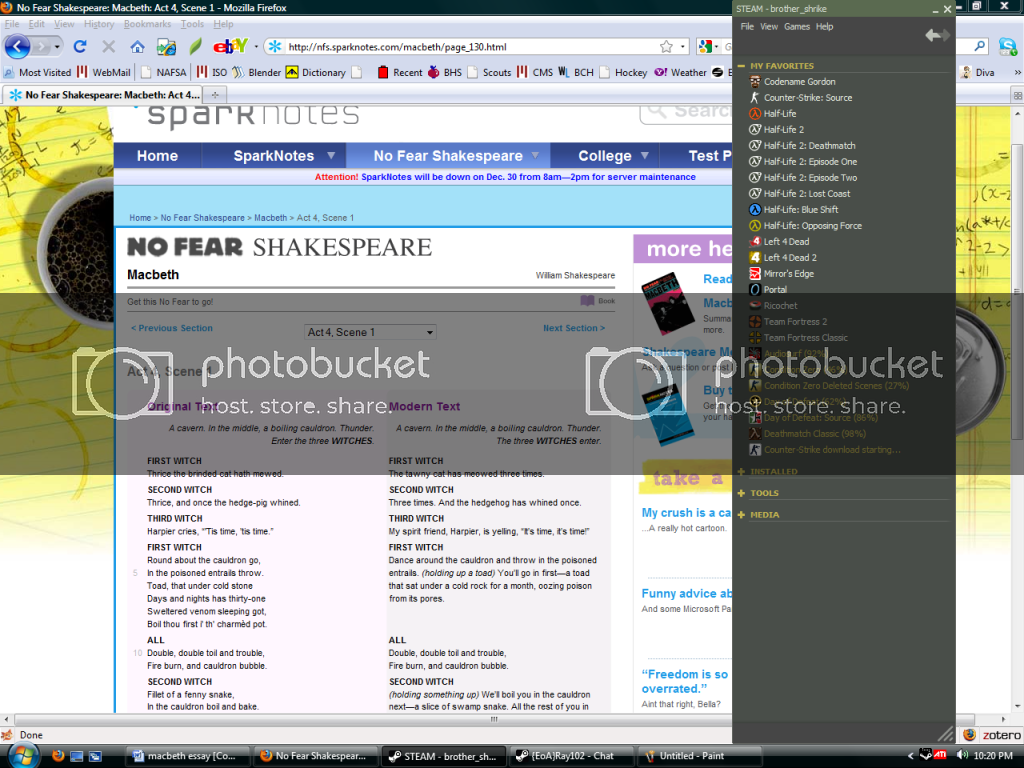 No Fear Shakespeare: Macbeth: Act 4, Scene 1 - Mozilla Firefox
File Edit View History Bookmarks Tools Help
http://nfs.sparknotes.com/macbeth/page_130.html
Most Visited WebMail NAFSA ISO Blender Dictionary Recent BHS Scouts CMS BCH Hockey Weather Diva
No Fear Shakespeare: Macbeth: Act 4...
sparknotes
Search
Home SparkNotes No Fear Shakespeare College Test P
Attention! SparkNotes will be down on Dec. 30 from 8am—2pm for server maintenance
Home > No Fear Shakespeare > Macbeth > Act 4, Scene 1
NO FEAR SHAKESPEARE
Macbeth
William Shakespeare
Get this No Fear to go!
Book
< Previous Section
Act 4, Scene 1
Next Section >
Act 4, Scene 1
Original Text
A cavern. In the middle, a boiling cauldron. Thunder.
Enter the three WITCHES.
FIRST WITCH
Thrice the brinded cat hath mewed.
SECOND WITCH
Thrice, and once the hedge-pig whined.
THIRD WITCH
Harpier cries, “'Tis time, 'tis time.”
FIRST WITCH
Round about the cauldron go,
5 In the poisoned entrails throw.
Toad, that under cold stone
Days and nights has thirty-one
Sweltered venom sleeping got,
Boil thou first i' th' charmèd pot.
ALL
10 Double, double toil and trouble,
Fire burn, and cauldron bubble.
SECOND WITCH
Fillet of a fenny snake,
In the cauldron boil and bake.
Modern Text
A cavern. In the middle, a boiling cauldron. Thunder.
The three WITCHES enter.
FIRST WITCH
The tawny cat has meowed three times.
SECOND WITCH
Three times. And the hedgehog has whined once.
THIRD WITCH
My spirit friend, Harpier, is yelling, “It's time, it's time!”
FIRST WITCH
Dance around the cauldron and throw in the poisoned
entrails. (holding up a toad) You'll go in first—a toad
that sat under a cold rock for a month, oozing poison
from its pores.
ALL
Double, double toil and trouble,
Fire burn, and cauldron bubble.
SECOND WITCH
(holding something up) We'll boil you in the cauldron
next—a slice of swamp snake. All the rest of you in
more he
Read
Macb
Summa
more.
Shakespeare M
Ask a question or post
Buy t
take a
My crush is a ca
...A really hot cartoon.
Funny advice ab
And some Microsoft Pa
“Freedom is so
overrated.”
Aint that right, Bella?
photobucket
host. store. share.
photobucket
host. store. share.
STEAM - brother_shrike
File View Games Help
MY FAVORITES
Codename Gordon
Counter-Strike: Source
Half-Life
Half-Life 2
Half-Life 2: Deathmatch
Half-Life 2: Episode One
Half-Life 2: Episode Two
Half-Life 2: Lost Coast
Half-Life: Blue Shift
Half-Life: Opposing Force
Left 4 Dead
Left 4 Dead 2
Mirror's Edge
Portal
Ricochet
Team Fortress 2
Team Fortress Classic
Condition Zero Deleted Scenes (27%)
Day of Defeat: Source (86%)
Deathmatch Classic (98%)
Counter-Strike download starting...
INSTALLED
TOOLS
MEDIA
Done
zotero
macbeth essay [Co...
No Fear Shakespear...
STEAM - brother_sh...
{EoA}Ray102 - Chat
Untitled - Paint
10:20 PM